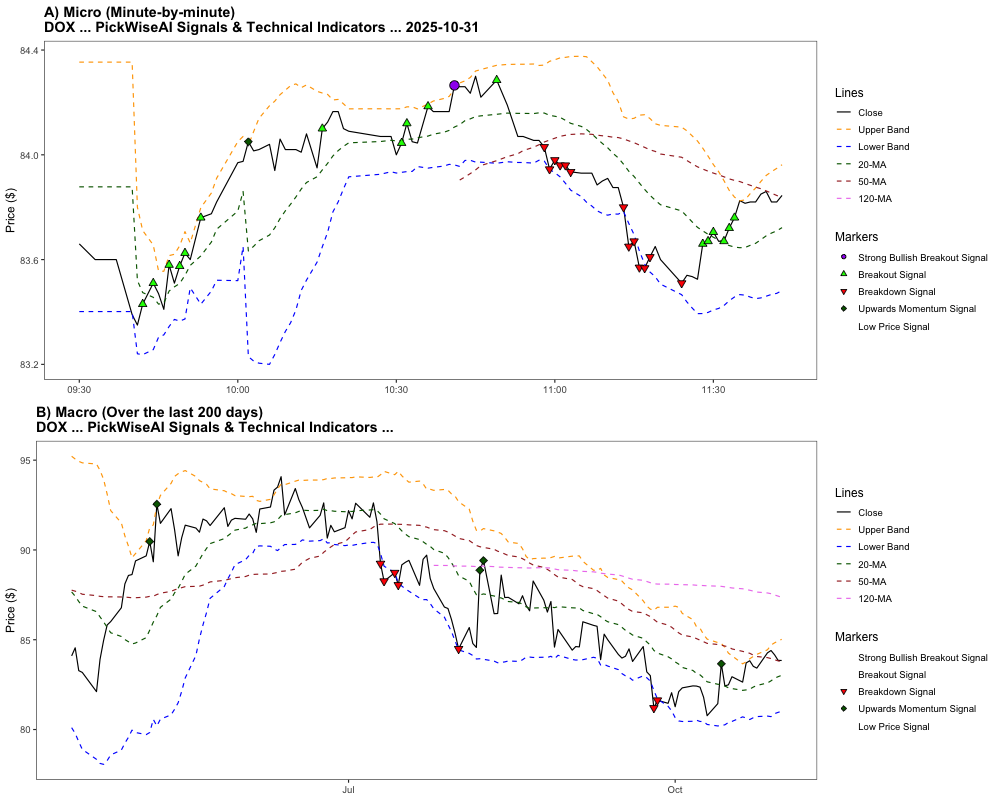 A) Micro (Minute-by-minute)
DOX ... PickWiseAI Signals & Technical Indicators ... 2025-10-31
Price ($)
84.4
84.0
83.6
83.2
09:30
10:00
10:30
11:00
11:30
Lines
Close
Upper Band
Lower Band
20-MA
50-MA
120-MA
Markers
Strong Bullish Breakout Signal
Breakout Signal
Breakdown Signal
Upwards Momentum Signal
Low Price Signal
B) Macro (Over the last 200 days)
DOX ... PickWiseAI Signals & Technical Indicators ...
Price ($)
95
90
85
80
Jul
Oct
Lines
Close
Upper Band
Lower Band
20-MA
50-MA
120-MA
Markers
Strong Bullish Breakout Signal
Breakout Signal
Breakdown Signal
Upwards Momentum Signal
Low Price Signal